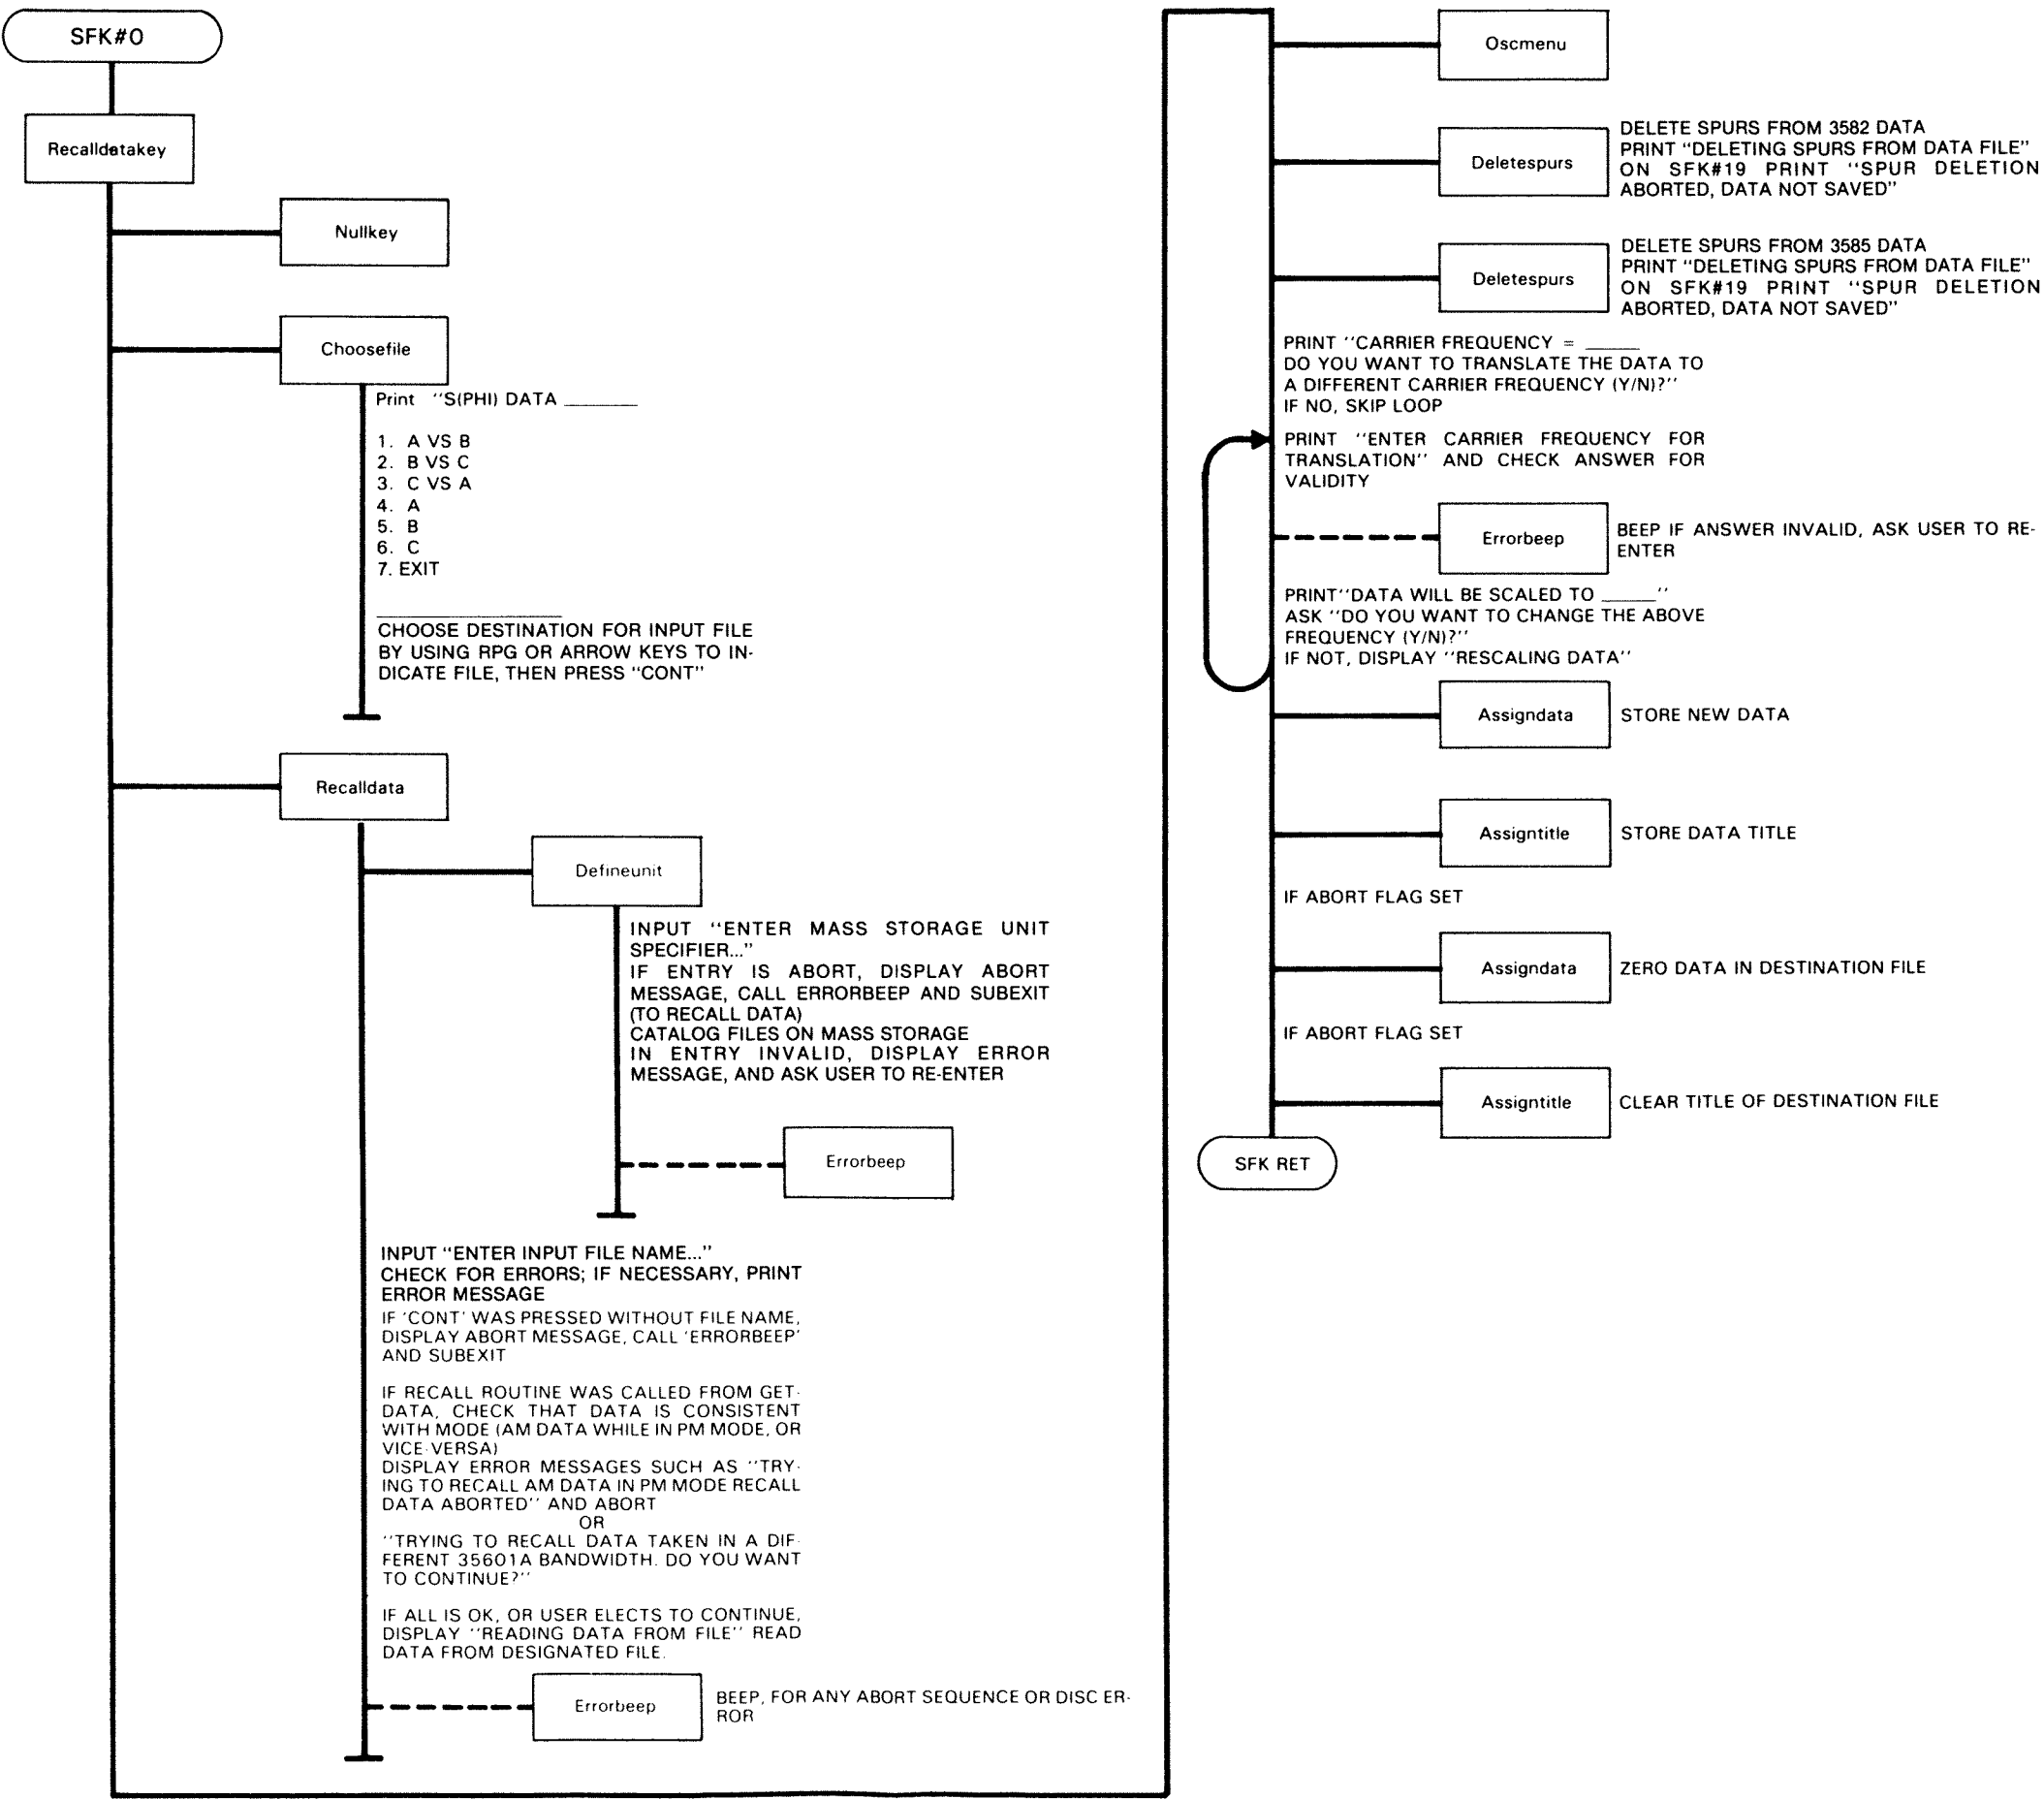 SFK#0
Recalldatakey
Nullkey
Choosefile
Print "S(PHI) DATA ______
1. A VS B
2. B VS C
3. C VS A
4. A
5. B
6. C
7. EXIT
CHOOSE DESTINATION FOR INPUT FILE
BY USING RPG OR ARROW KEYS TO IN-
DICATE FILE, THEN PRESS "CONT"
Recalldata
Defineunit
INPUT "ENTER MASS STORAGE UNIT
SPECIFIER..."
IF ENTRY IS ABORT, DISPLAY ABORT
MESSAGE, CALL ERRORBEEP AND SUBEXIT
(TO RECALL DATA)
CATALOG FILES ON MASS STORAGE
IN ENTRY INVALID, DISPLAY ERROR
MESSAGE, AND ASK USER TO RE-ENTER
Errorbeep
INPUT "ENTER INPUT FILE NAME..."
CHECK FOR ERRORS; IF NECESSARY, PRINT
ERROR MESSAGE
IF 'CONT' WAS PRESSED WITHOUT FILE NAME,
DISPLAY ABORT MESSAGE, CALL 'ERRORBEEP'
AND SUBEXIT
IF RECALL ROUTINE WAS CALLED FROM GET-
DATA, CHECK THAT DATA IS CONSISTENT
WITH MODE (AM DATA WHILE IN PM MODE, OR
VICE-VERSA)
DISPLAY ERROR MESSAGES SUCH AS "TRY-
ING TO RECALL AM DATA IN PM MODE RECALL
DATA ABORTED" AND ABORT
OR
"TRYING TO RECALL DATA TAKEN IN A DIF-
FERENT 35601A BANDWIDTH. DO YOU WANT
TO CONTINUE?"
IF ALL IS OK, OR USER ELECTS TO CONTINUE,
DISPLAY "READING DATA FROM FILE" READ
DATA FROM DESIGNATED FILE.
Errorbeep
BEEP, FOR ANY ABORT SEQUENCE OR DISC ER-
ROR
Oscmenu
Deletespurs
DELETE SPURS FROM 3582 DATA
PRINT "DELETING SPURS FROM DATA FILE"
ON SFK#19 PRINT "SPUR DELETION
ABORTED, DATA NOT SAVED"
Deletespurs
DELETE SPURS FROM 3585 DATA
PRINT "DELETING SPURS FROM DATA FILE"
ON SFK#19 PRINT "SPUR DELETION
ABORTED, DATA NOT SAVED"
PRINT "CARRIER FREQUENCY = _____
DO YOU WANT TO TRANSLATE THE DATA TO
A DIFFERENT CARRIER FREQUENCY (Y/N)?"
IF NO, SKIP LOOP
PRINT "ENTER CARRIER FREQUENCY FOR
TRANSLATION" AND CHECK ANSWER FOR
VALIDITY
Errorbeep
BEEP IF ANSWER INVALID, ASK USER TO RE-
ENTER
PRINT"DATA WILL BE SCALED TO _____"
ASK "DO YOU WANT TO CHANGE THE ABOVE
FREQUENCY (Y/N)?"
IF NOT, DISPLAY "RESCALING DATA"
Assigndata
STORE NEW DATA
Assigntitle
STORE DATA TITLE
IF ABORT FLAG SET
Assigndata
ZERO DATA IN DESTINATION FILE
IF ABORT FLAG SET
Assigntitle
CLEAR TITLE OF DESTINATION FILE
SFK RET